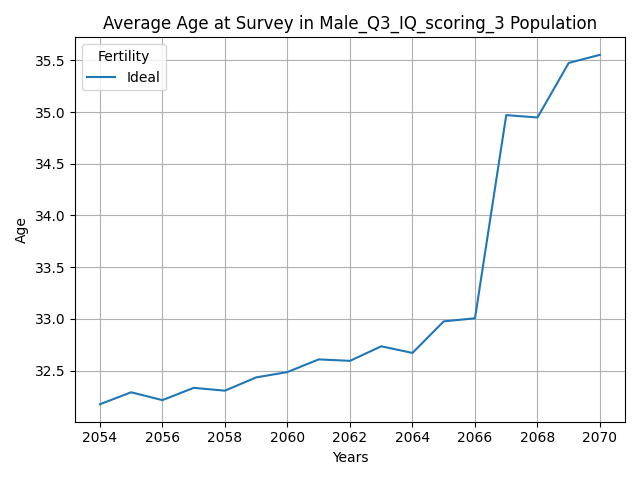 Average Age at Survey in Male_Q3_IQ_scoring_3 Population
Fertility
Ideal
35.5
35.0
34.5
34.0
33.5
33.0
32.5
Age
2054 2056 2058 2060 2062 2064 2066 2068 2070
Years